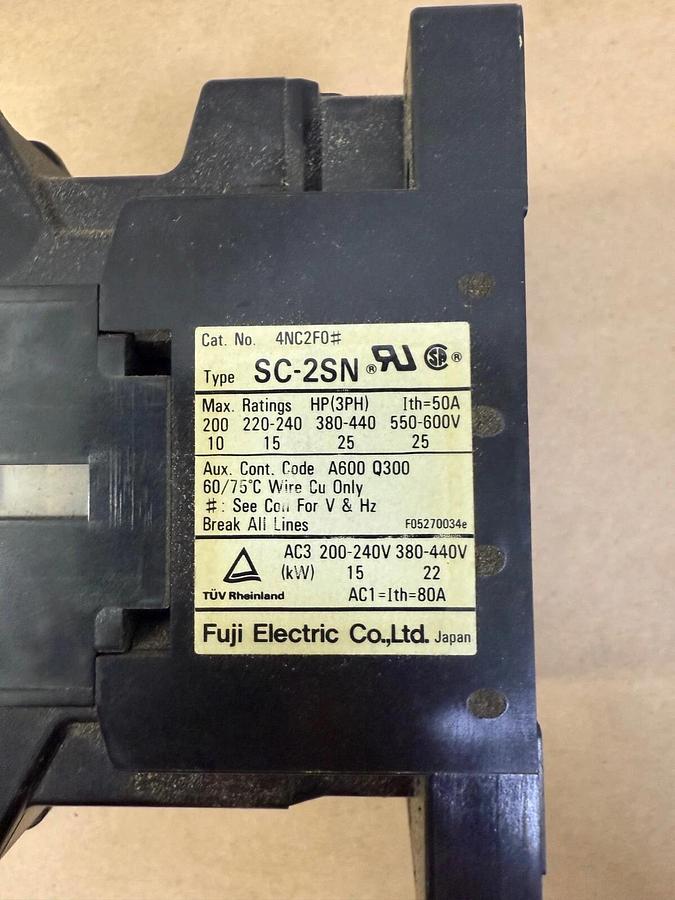 Cat. No. 4NC2F0#
Type SC-2SN ® RU SA ®
Max. Ratings HP(3PH) Ith=50A
200 220-240 380-440 550-600V
10 15 25 25
Aux. Cont. Code A600 Q300
60/75°C Wire Cu Only
#: See Coil For V & Hz
Break All Lines F05270034e
AC3 200-240V 380-440V
(kW) 15 22
TÜV Rheinland AC1=Ith=80A
Fuji Electric Co.,Ltd. Japan